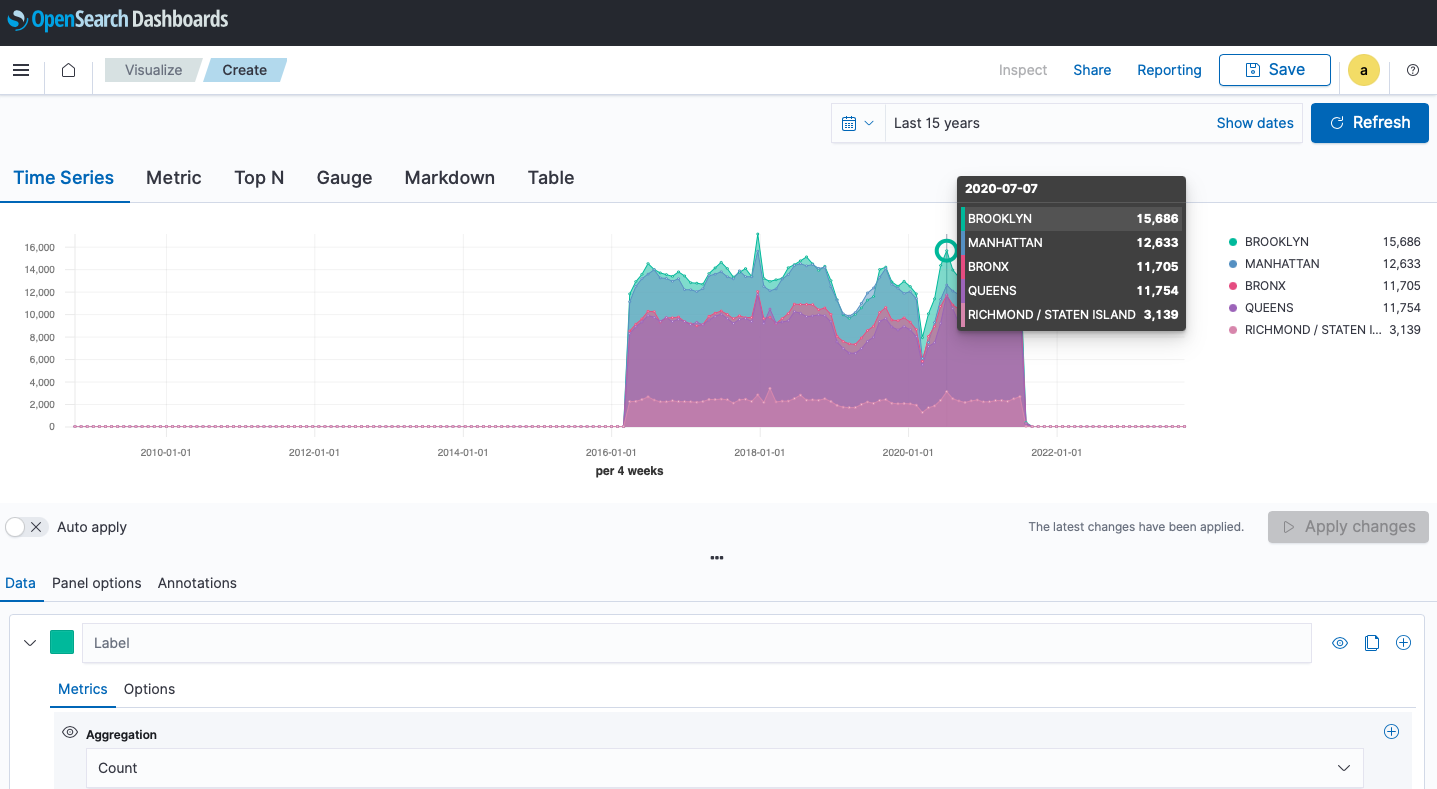 OpenSearch Dashboards
Visualize Create Inspect Share Reporting Save a
Last 15 years Show dates Refresh
Time Series Metric Top N Gauge Markdown Table
2020-07-07
BROOKLYN 15,686
MANHATTAN 12,633
BRONX 11,705
QUEENS 11,754
RICHMOND / STATEN ISLAND 3,139
BROOKLYN 15,686
MANHATTAN 12,633
BRONX 11,705
QUEENS 11,754
RICHMOND / STATEN I... 3,139
16,000
14,000
12,000
10,000
8,000
6,000
4,000
2,000
0
2010-01-01 2012-01-01 2014-01-01 2016-01-01 2018-01-01 2020-01-01 2022-01-01
per 4 weeks
Auto apply The latest changes have been applied. Apply changes
Data Panel options Annotations
Label
Metrics Options
Aggregation
Count